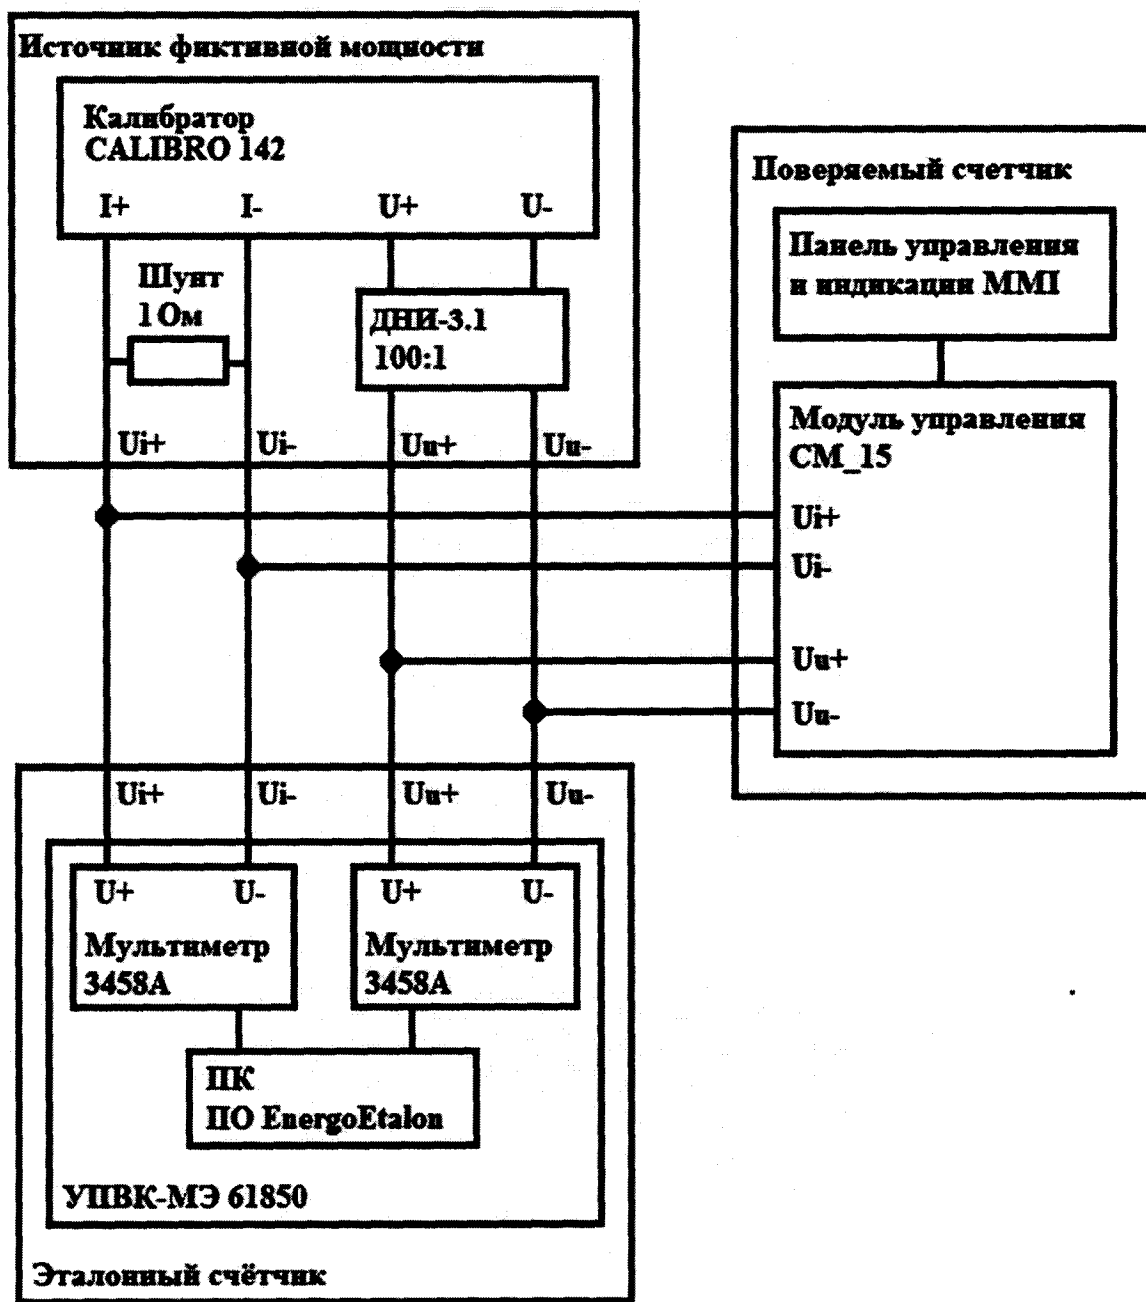 Источник фиктивной мощности
Калибратор
CALIBRO 142
I+ I- U+ U-
Шунт
1 Ом
ДНИ-3.1
100:1
Ui+ Ui- Uu+ Uu-
Поверяемый счетчик
Панель управления
и индикации MMI
Модуль управления
CM_15
Ui+
Ui-
Uu+
Uu-
Ui+ Ui- Uu+ Uu-
U+ U- U+ U-
Мультиметр
3458А
Мультиметр
3458А
ПК
ПО EnergoEtalon
УПВК-МЭ 61850
Эталонный счётчик